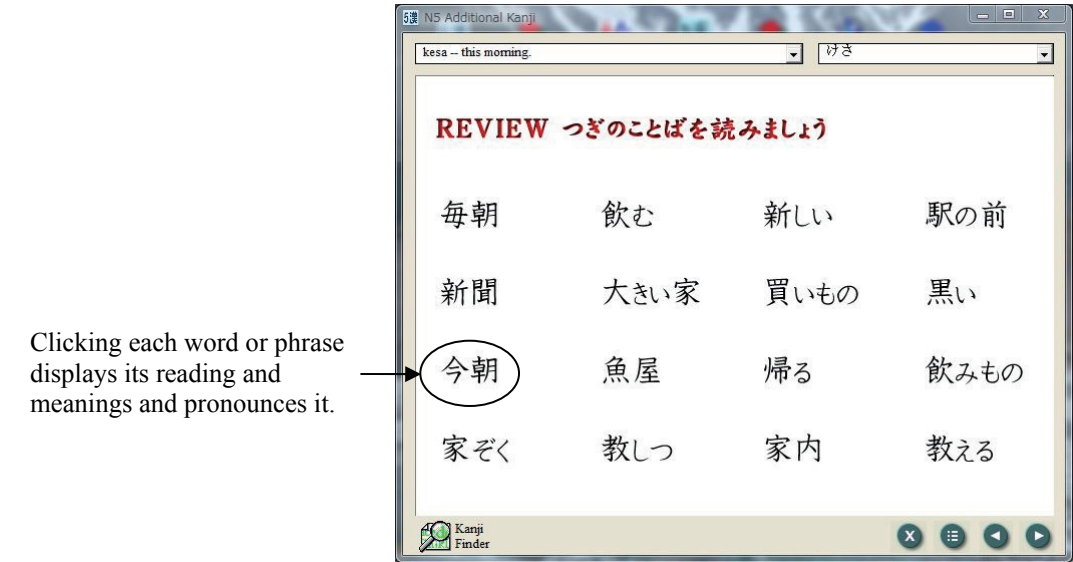 5漢 N5 Additional Kanji
kesa -- this morning.
けさ
REVIEW つぎのことばを読みましょう
毎朝 飲む 新しい 駅の前
新聞 大きい家 買いもの 黒い
今朝 魚屋 帰る 飲みもの
家ぞく 教しつ 家内 教える
Clicking each word or phrase
displays its reading and
meanings and pronounces it.
Kanji
Finder
X